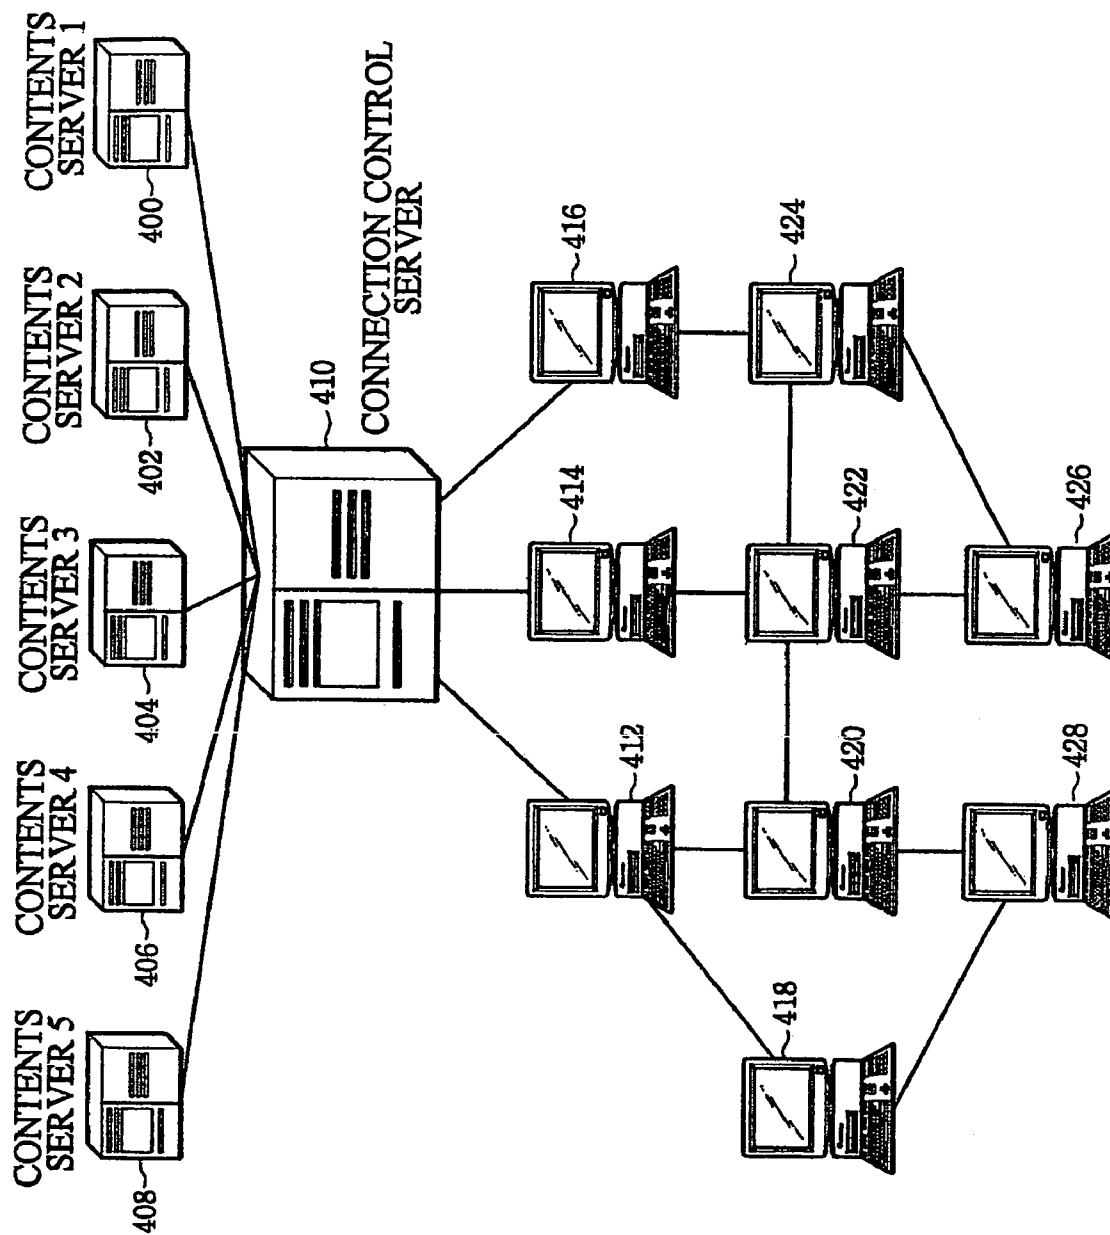 CONTENTS
SERVER 1
400
CONTENTS
SERVER 2
402
CONTENTS
SERVER 3
404
CONTENTS
SERVER 4
406
CONTENTS
SERVER 5
408
410
CONNECTION CONTROL
SERVER
412
414
416
418
420
422
424
426
428